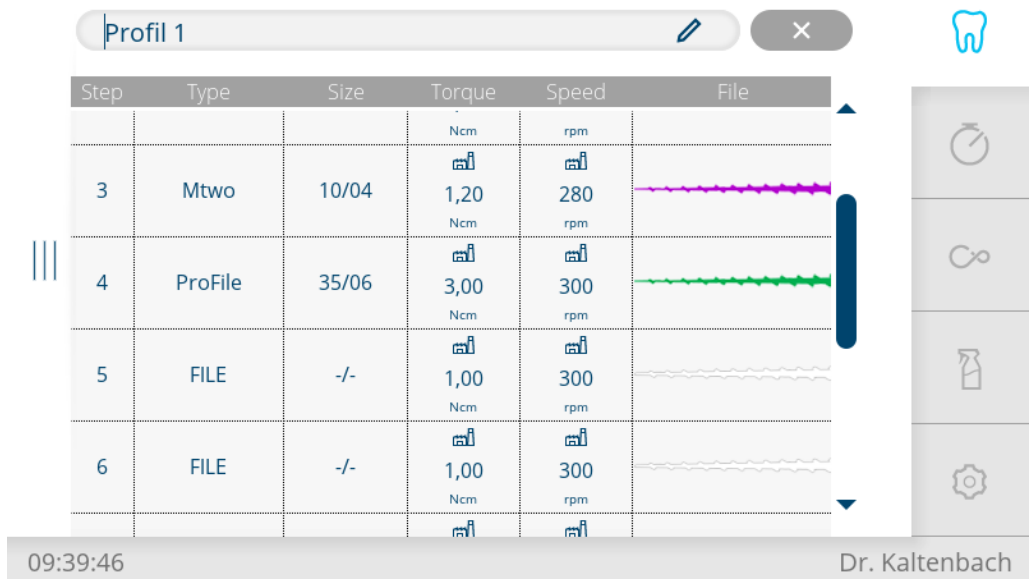 Profil 1
Step Type Size Torque Speed File
Ncm rpm
3 Mtwo 10/04 1,20 280
Ncm rpm
4 ProFile 35/06 3,00 300
Ncm rpm
5 FILE -/- 1,00 300
Ncm rpm
6 FILE -/- 1,00 300
Ncm rpm
09:39:46 Dr. Kaltenbach